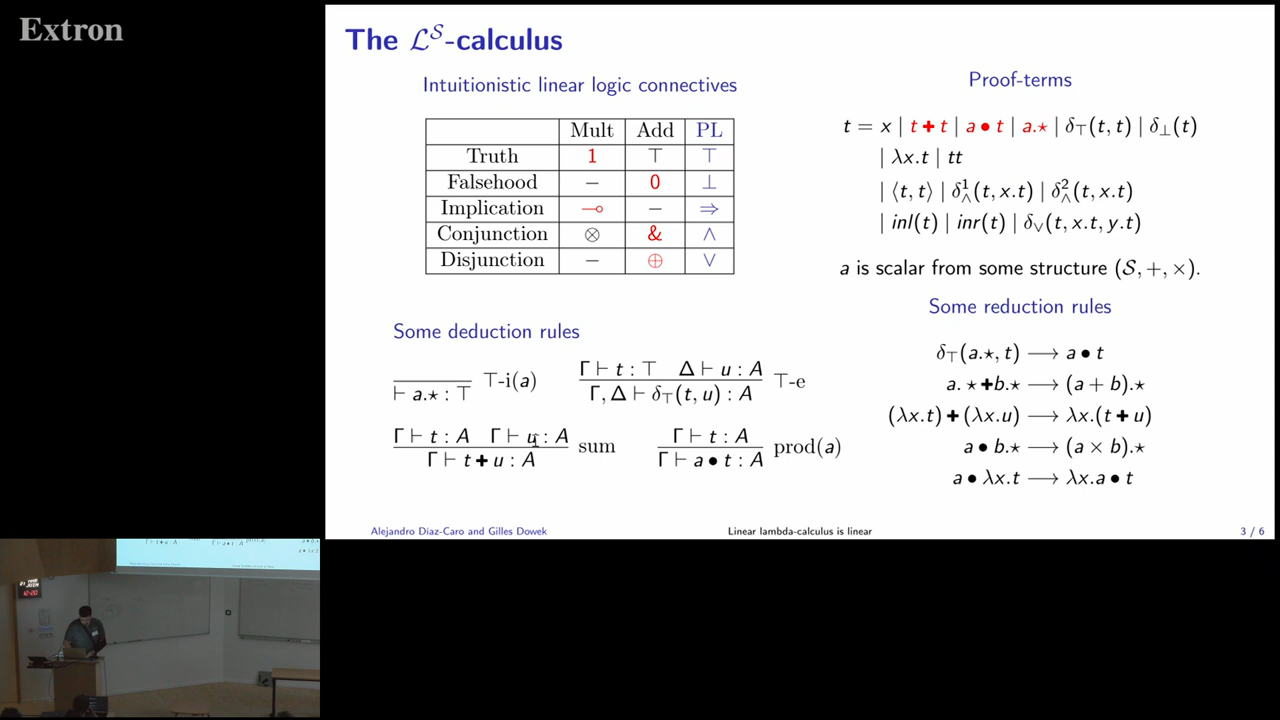 Extron
The ℒ^𝒮-calculus
Intuitionistic linear logic connectives
Mult Add PL
Truth 1 ⊤ ⊤
Falsehood − 0 ⊥
Implication ⊸ − ⇒
Conjunction ⊗ & ∧
Disjunction − ⊕ ∨
Some deduction rules
⊢ a.⋆ : ⊤ ⊤-i(a)
Γ ⊢ t : ⊤ Δ ⊢ u : A
Γ, Δ ⊢ δ⊤(t, u) : A ⊤-e
Γ ⊢ t : A Γ ⊢ u : A
Γ ⊢ t ✚ u : A sum
Γ ⊢ t : A
Γ ⊢ a • t : A prod(a)
Proof-terms
t = x | t ✚ t | a • t | a.⋆ | δ⊤(t, t) | δ⊥(t)
| λx.t | tt
| ⟨t, t⟩ | δ¹∧(t, x.t) | δ²∧(t, x.t)
| inl(t) | inr(t) | δ∨(t, x.t, y.t)
a is scalar from some structure (𝒮, +, ×).
Some reduction rules
δ⊤(a.⋆, t) ⟶ a • t
a. ⋆ ✚b.⋆ ⟶ (a + b).⋆
(λx.t) ✚ (λx.u) ⟶ λx.(t ✚ u)
a • b.⋆ ⟶ (a × b).⋆
a • λx.t ⟶ λx.a • t
Alejandro Díaz-Caro and Gilles Dowek
Linear lambda-calculus is linear
3 / 6